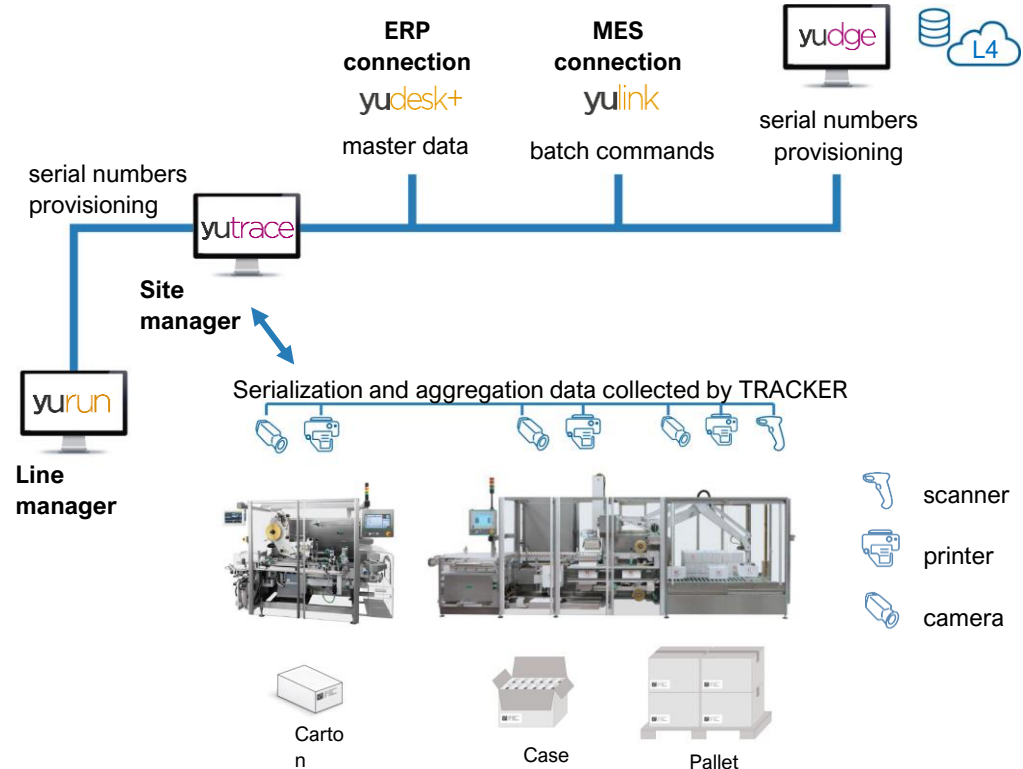 ERP
connection
yudesk+
master data
MES
connection
yulink
batch commands
yudge
L4
serial numbers
provisioning
serial numbers
provisioning
yutrace
Site
manager
yurun
Line
manager
Serialization and aggregation data collected by TRACKER
scanner
printer
camera
Carto
n
Case
Pallet